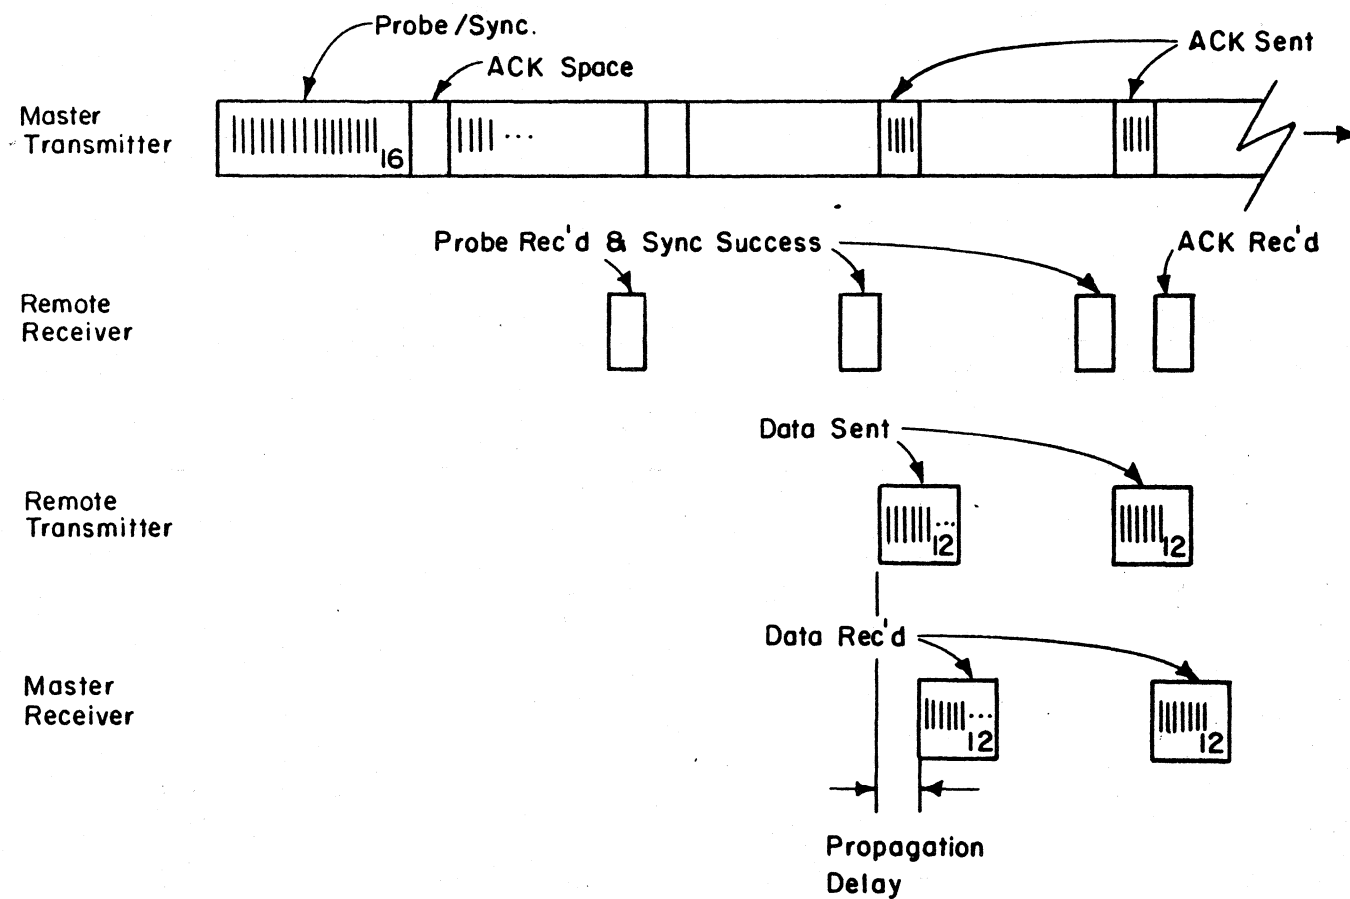 Probe/Sync.
ACK Space
ACK Sent
Master
Transmitter
16
...
Probe Rec'd & Sync Success
ACK Rec'd
Remote
Receiver
Data Sent
Remote
Transmitter
...
12
12
Data Rec'd
Master
Receiver
...
12
12
Propagation
Delay